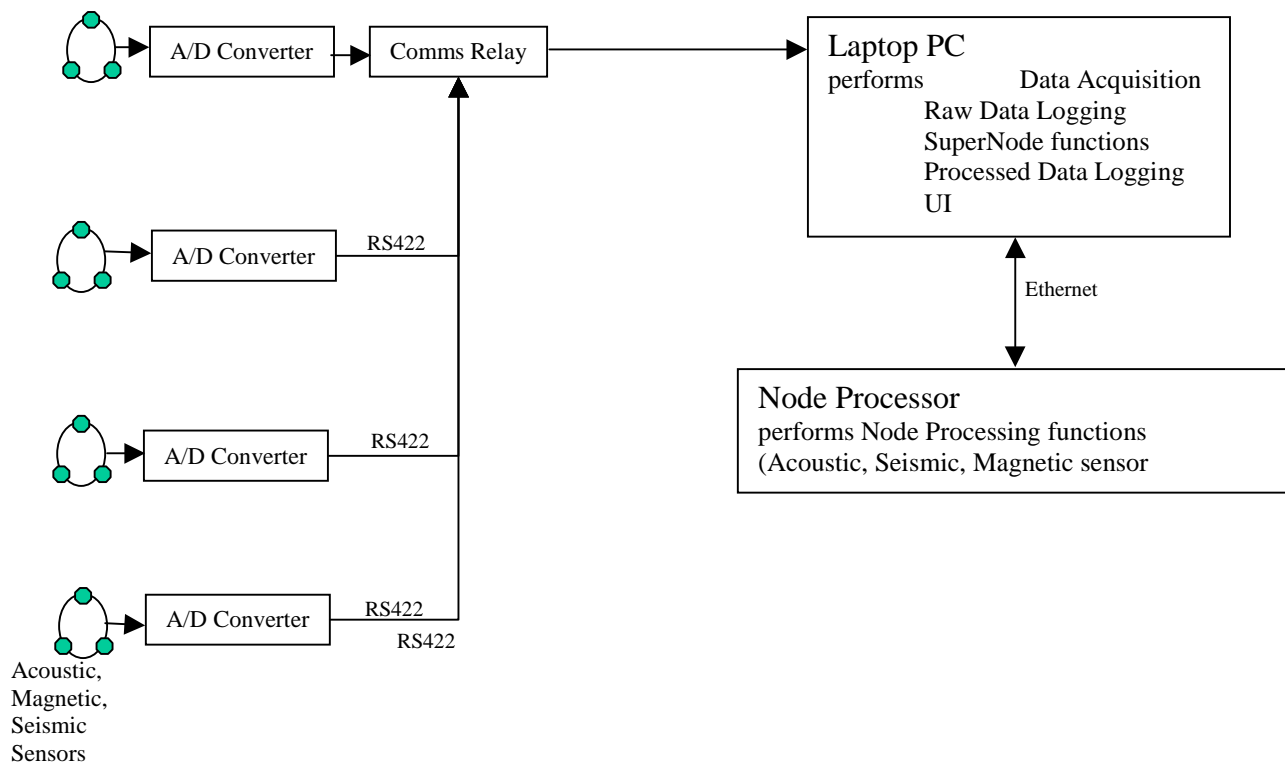 A/D Converter
Comms Relay
Laptop PC
performs Data Acquisition
Raw Data Logging
SuperNode functions
Processed Data Logging
UI
A/D Converter
RS422
Ethernet
Node Processor
performs Node Processing functions
(Acoustic, Seismic, Magnetic sensor
A/D Converter
RS422
A/D Converter
RS422
RS422
Acoustic,
Magnetic,
Seismic
Sensors